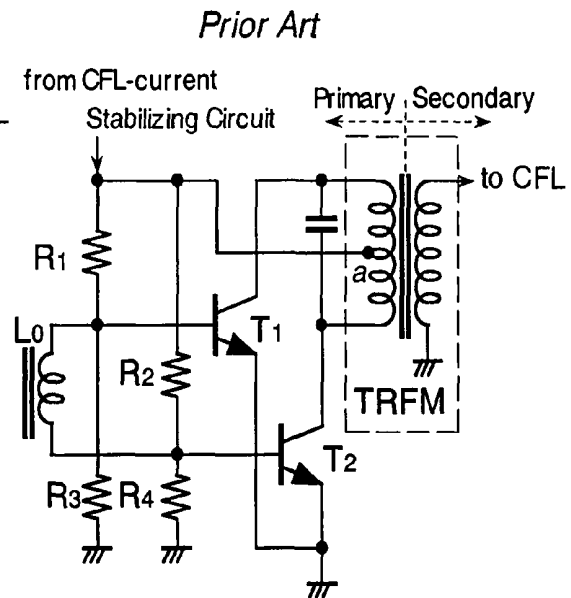 Prior Art
from CFL-current
Stabilizing Circuit
Primary Secondary
to CFL
R1
a
L0
T1
R2
TRFM
T2
R3 R4